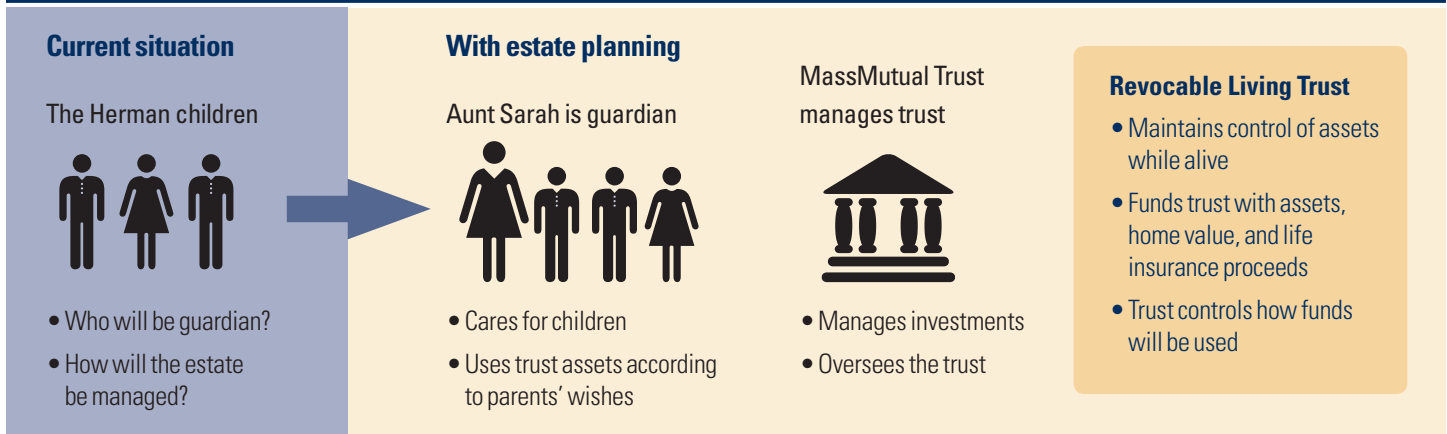 Current situation
The Herman children
• Who will be guardian?
• How will the estate
be managed?
With estate planning
Aunt Sarah is guardian
• Cares for children
• Uses trust assets according
to parents’ wishes
MassMutual Trust
manages trust
• Manages investments
• Oversees the trust
Revocable Living Trust
• Maintains control of assets
while alive
• Funds trust with assets,
home value, and life
insurance proceeds
• Trust controls how funds
will be used